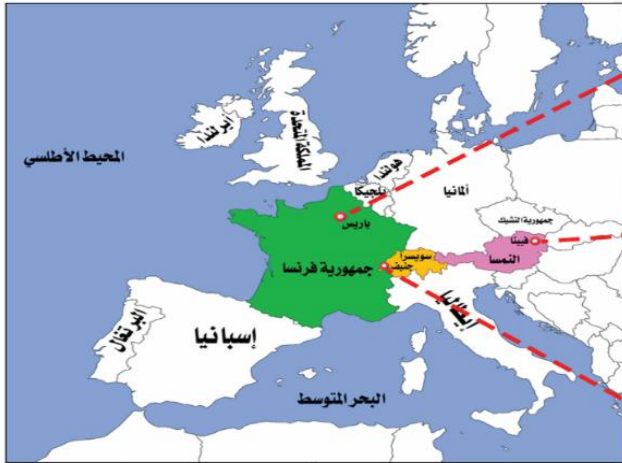 إيرلندا
المملكة المتحدة
المحيط الأطلسي
هولندا
بلجيكا
ألمانيا
باريس
جمهورية التشيك
فيينا
النمسا
سويسرا
جنيف
جمهورية فرنسا
إيطاليا
البرتغال
إسبانيا
البحر المتوسط